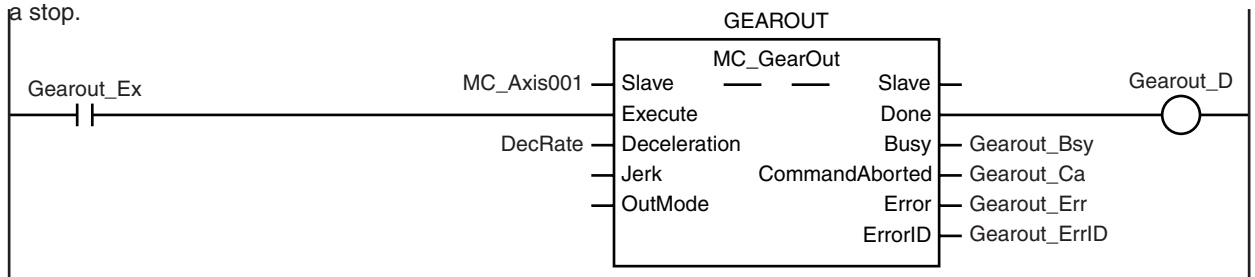 a stop.
GEAROUT
MC_GearOut
Gearout_Ex
MC_Axis001 Slave Slave
Gearout_D
Execute Done
DecRate Deceleration Busy Gearout_Bsy
Jerk CommandAborted Gearout_Ca
OutMode Error Gearout_Err
ErrorID Gearout_ErrID